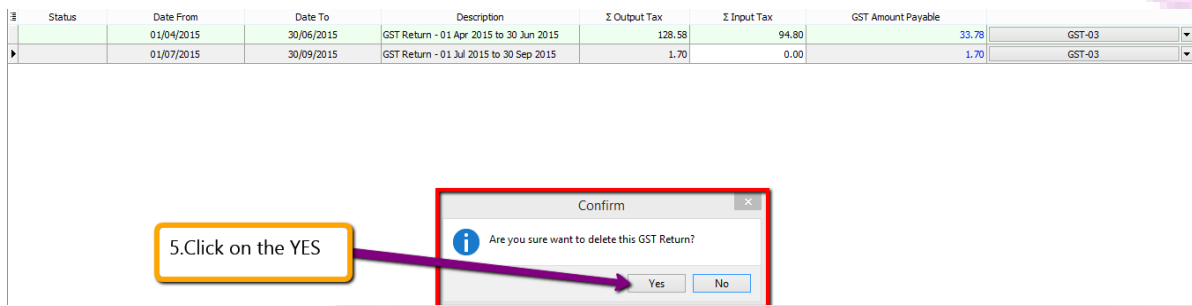 Status Date From Date To Description Σ Output Tax Σ Input Tax GST Amount Payable
01/04/2015 30/06/2015 GST Return - 01 Apr 2015 to 30 Jun 2015 128.58 94.80 33.78 GST-03
01/07/2015 30/09/2015 GST Return - 01 Jul 2015 to 30 Sep 2015 1.70 0.00 1.70 GST-03
Confirm
Are you sure want to delete this GST Return?
5.Click on the YES
Yes No